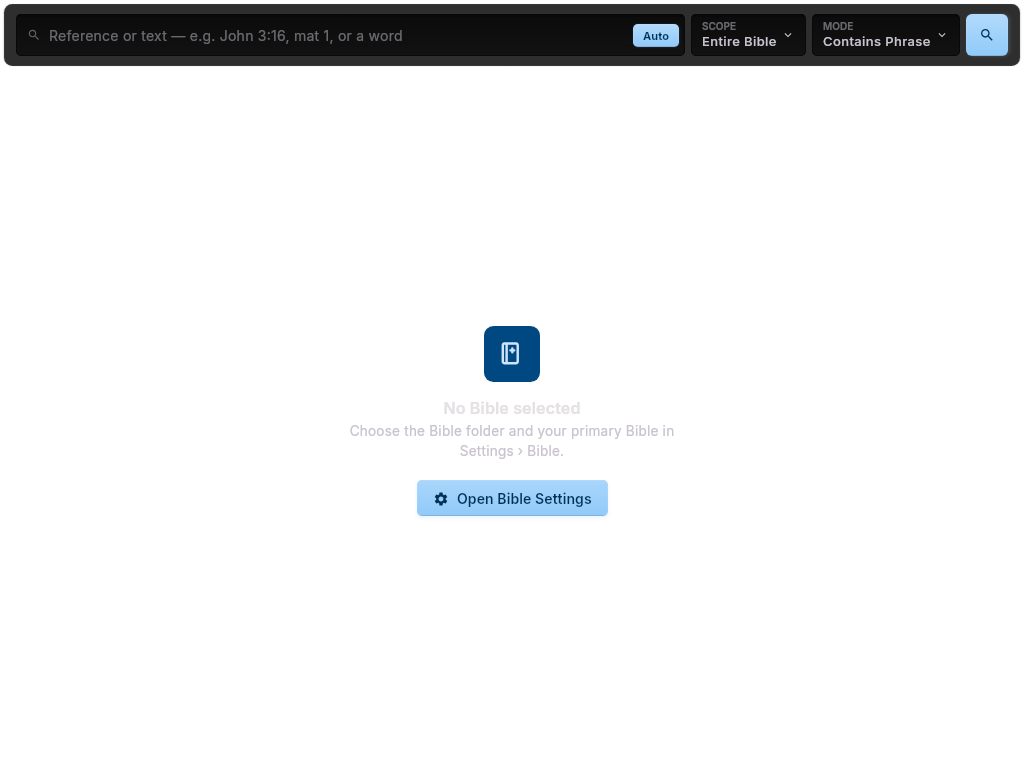 Reference or text — e.g. John 3:16, mat 1, or a word
Auto
SCOPE
Entire Bible
MODE
Contains Phrase
No Bible selected
Choose the Bible folder and your primary Bible in
Settings › Bible.
Open Bible Settings